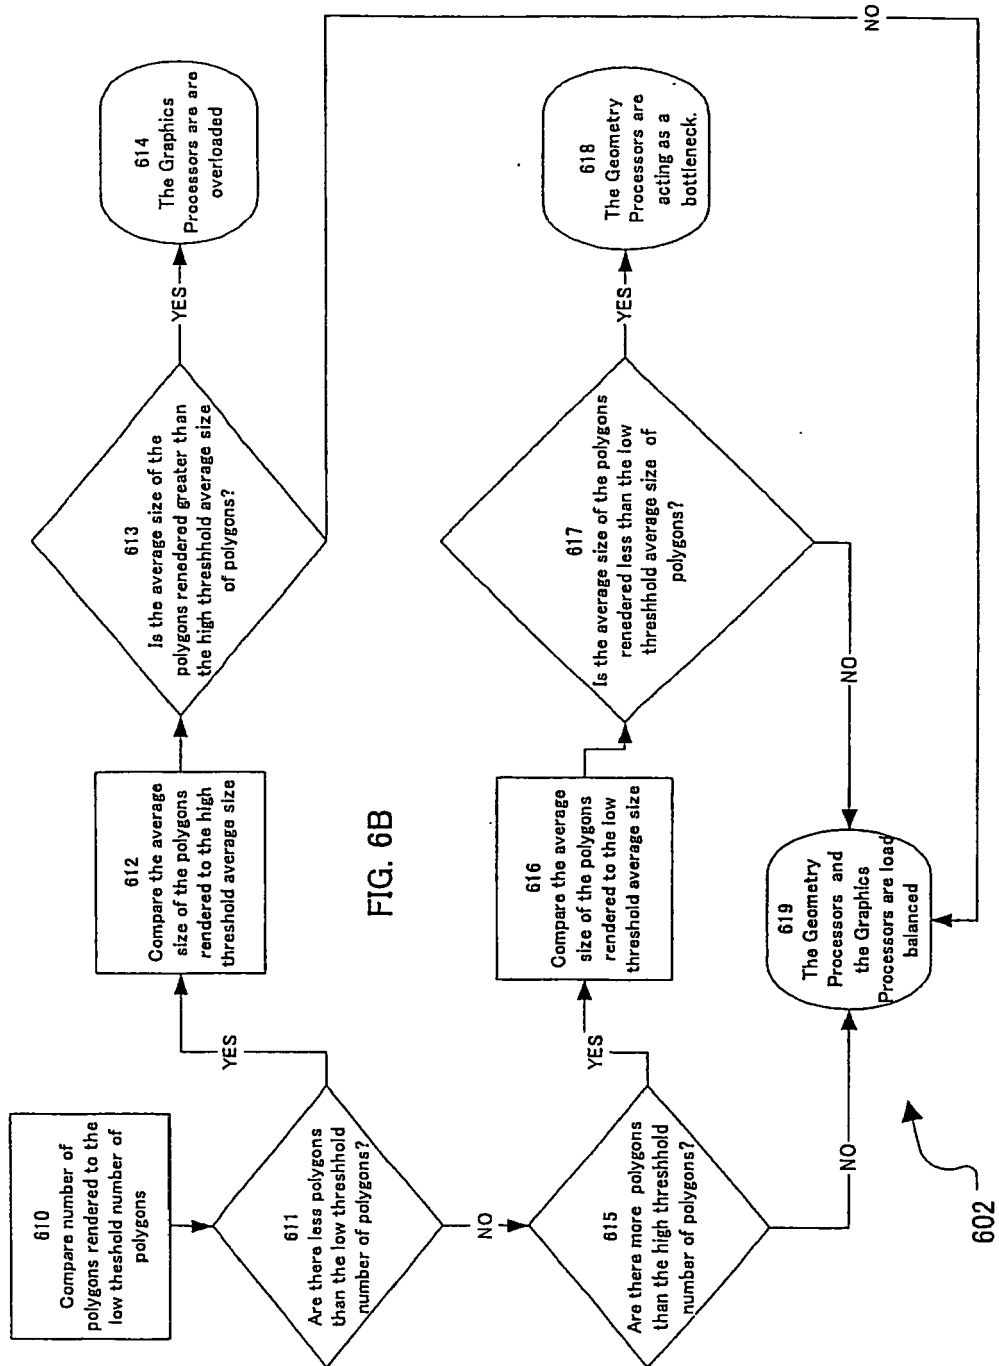 610
Compare number of
polygons rendered to the
low theshold number of
polygons
611
Are there less polygons
than the low threshhold
number of polygons?
YES
612
Compare the average
size of the polygons
rendered to the high
threshold average size
613
Is the average size of the
polygons renedered greater than
the high threshhold average size
of polygons?
YES
614
The Graphics
Processors are are
overloaded
NO
NO
615
Are there more polygons
than the high threshhold
number of polygons?
YES
616
Compare the average
size of the polygons
rendered to the low
threshold average size
617
Is the average size of the polygons
renedered less than the low
threshhold average size of
polygons?
YES
618
The Geometry
Processors are
acting as a
bottleneck.
NO
NO
619
The Geometry
Processors and
the Graphics
Processors are load
balanced
602
FIG. 6B